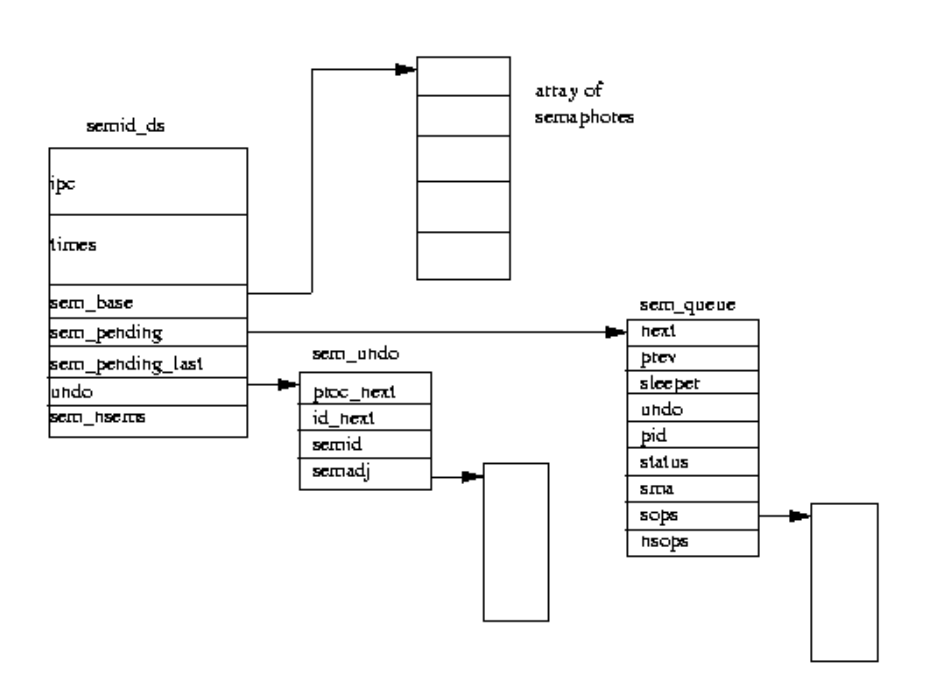 array of
semaphores
semid_ds
ipc
times
sem_base
sem_pending
sem_pending_last
undo
sem_nsems
sem_undo
proc_next
id_next
semid
semadj
sem_queue
next
prev
sleeper
undo
pid
status
sma
sops
nsops